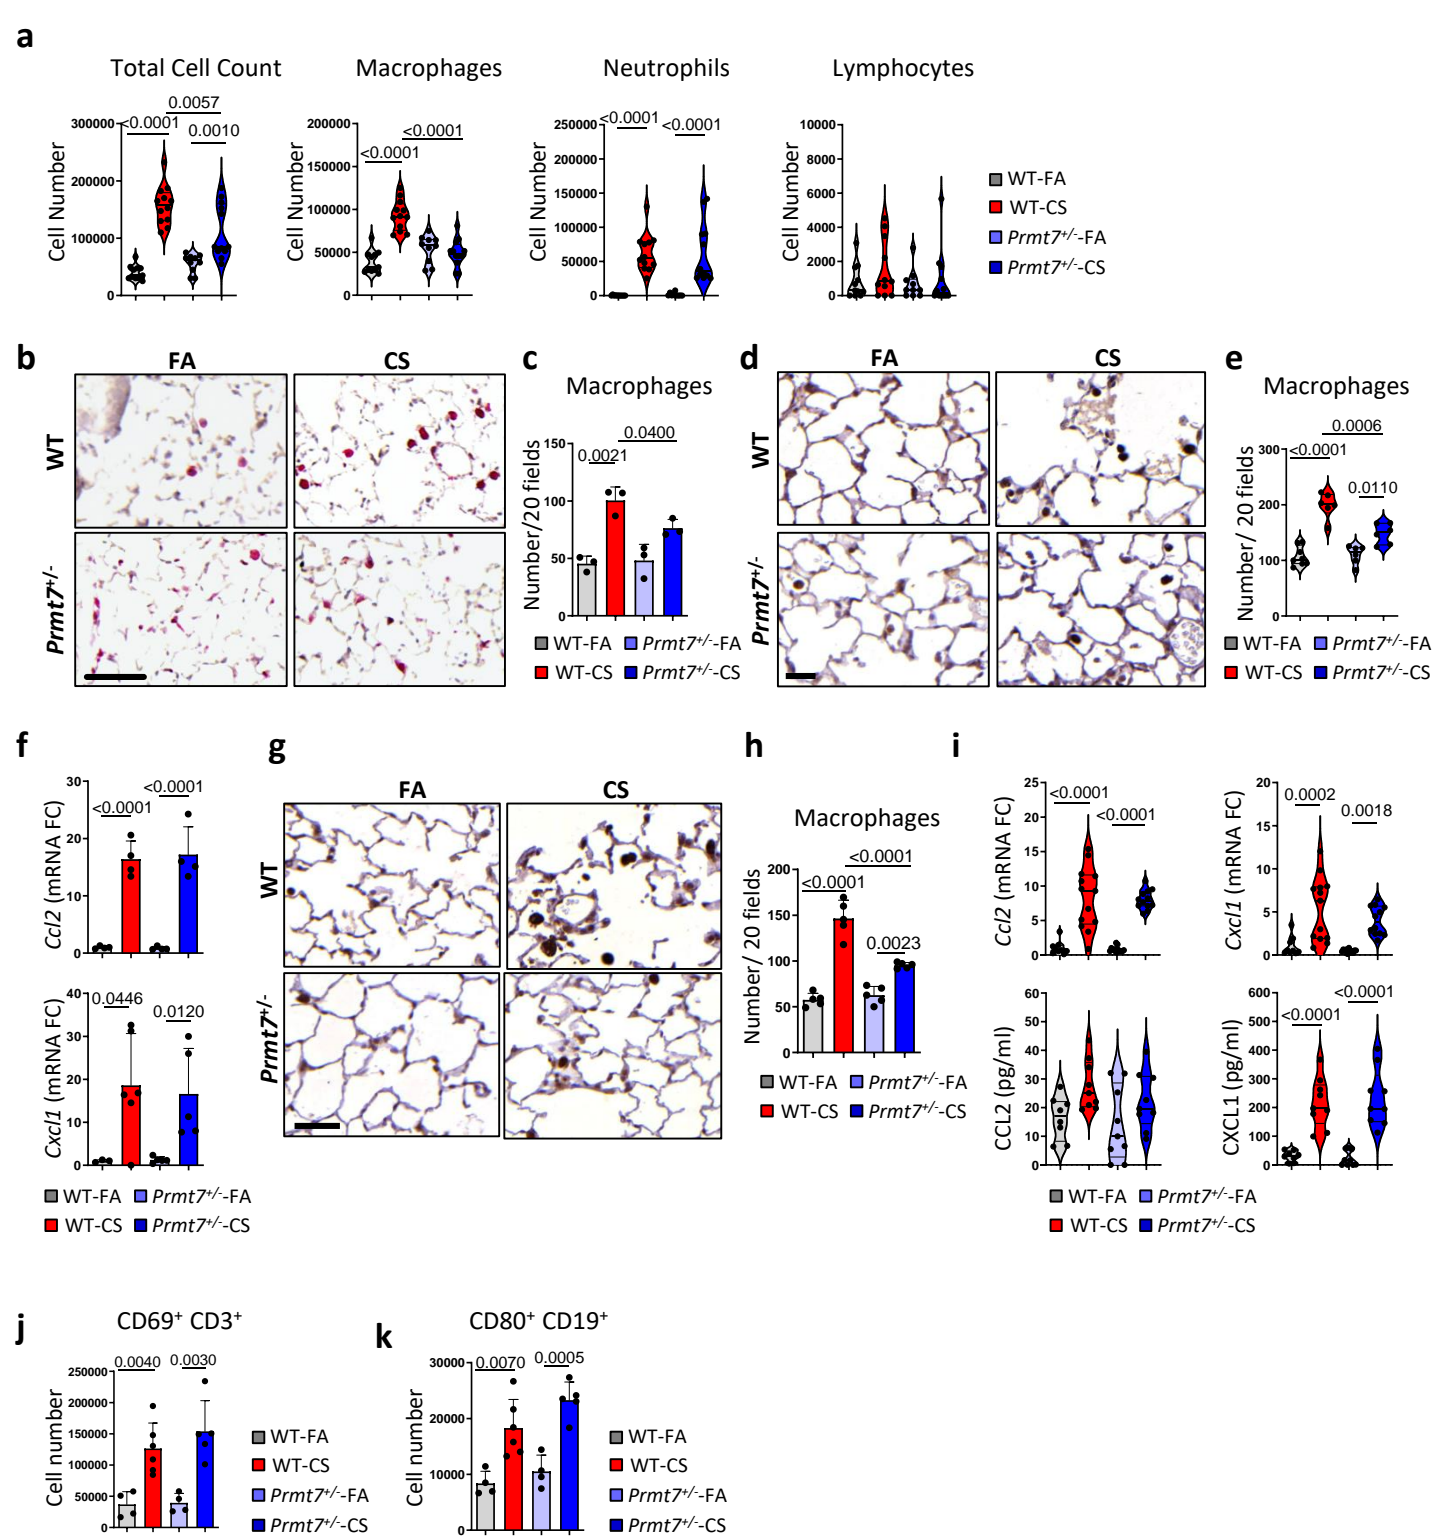 a
Total Cell Count
Macrophages
Neutrophils
Lymphocytes
Cell Number
300000
200000
100000
0
<0.0001
0.0057
0.0010
Cell Number
200000
150000
100000
50000
0
<0.0001
<0.0001
Cell Number
250000
200000
150000
100000
50000
0
<0.0001
<0.0001
Cell Number
10000
8000
6000
4000
2000
0
WT-FA
WT-CS
Prmt7+/--FA
Prmt7+/--CS
b
FA
CS
WT
Prmt7+/-
c
Macrophages
Number/20 fields
150
100
50
0
0.0021
0.0400
WT-FA
Prmt7+/--FA
WT-CS
Prmt7+/--CS
d
FA
CS
WT
Prmt7+/-
e
Macrophages
Number/ 20 fields
300
200
100
0
<0.0001
0.0006
0.0110
WT-FA
Prmt7+/--FA
WT-CS
Prmt7+/--CS
f
Ccl2 (mRNA FC)
30
20
10
0
<0.0001
<0.0001
Cxcl1 (mRNA FC)
40
30
20
10
0
0.0446
0.0120
WT-FA
Prmt7+/--FA
WT-CS
Prmt7+/--CS
g
FA
CS
WT
Prmt7+/-
h
Macrophages
Number/ 20 fields
200
150
100
50
0
<0.0001
<0.0001
0.0023
WT-FA
Prmt7+/--FA
WT-CS
Prmt7+/--CS
i
Ccl2 (mRNA FC)
25
20
15
10
5
0
<0.0001
<0.0001
Cxcl1 (mRNA FC)
20
15
10
5
0
0.0002
0.0018
CCL2 (pg/ml)
60
50
40
30
20
10
0
CXCL1 (pg/ml)
600
500
400
300
200
100
0
<0.0001
<0.0001
WT-FA
Prmt7+/--FA
WT-CS
Prmt7+/--CS
j
CD69+ CD3+
Cell number
250000
200000
150000
100000
50000
0
0.0040
0.0030
WT-FA
WT-CS
Prmt7+/--FA
Prmt7+/--CS
k
CD80+ CD19+
Cell number
30000
20000
10000
0
0.0070
0.0005
WT-FA
WT-CS
Prmt7+/--FA
Prmt7+/--CS